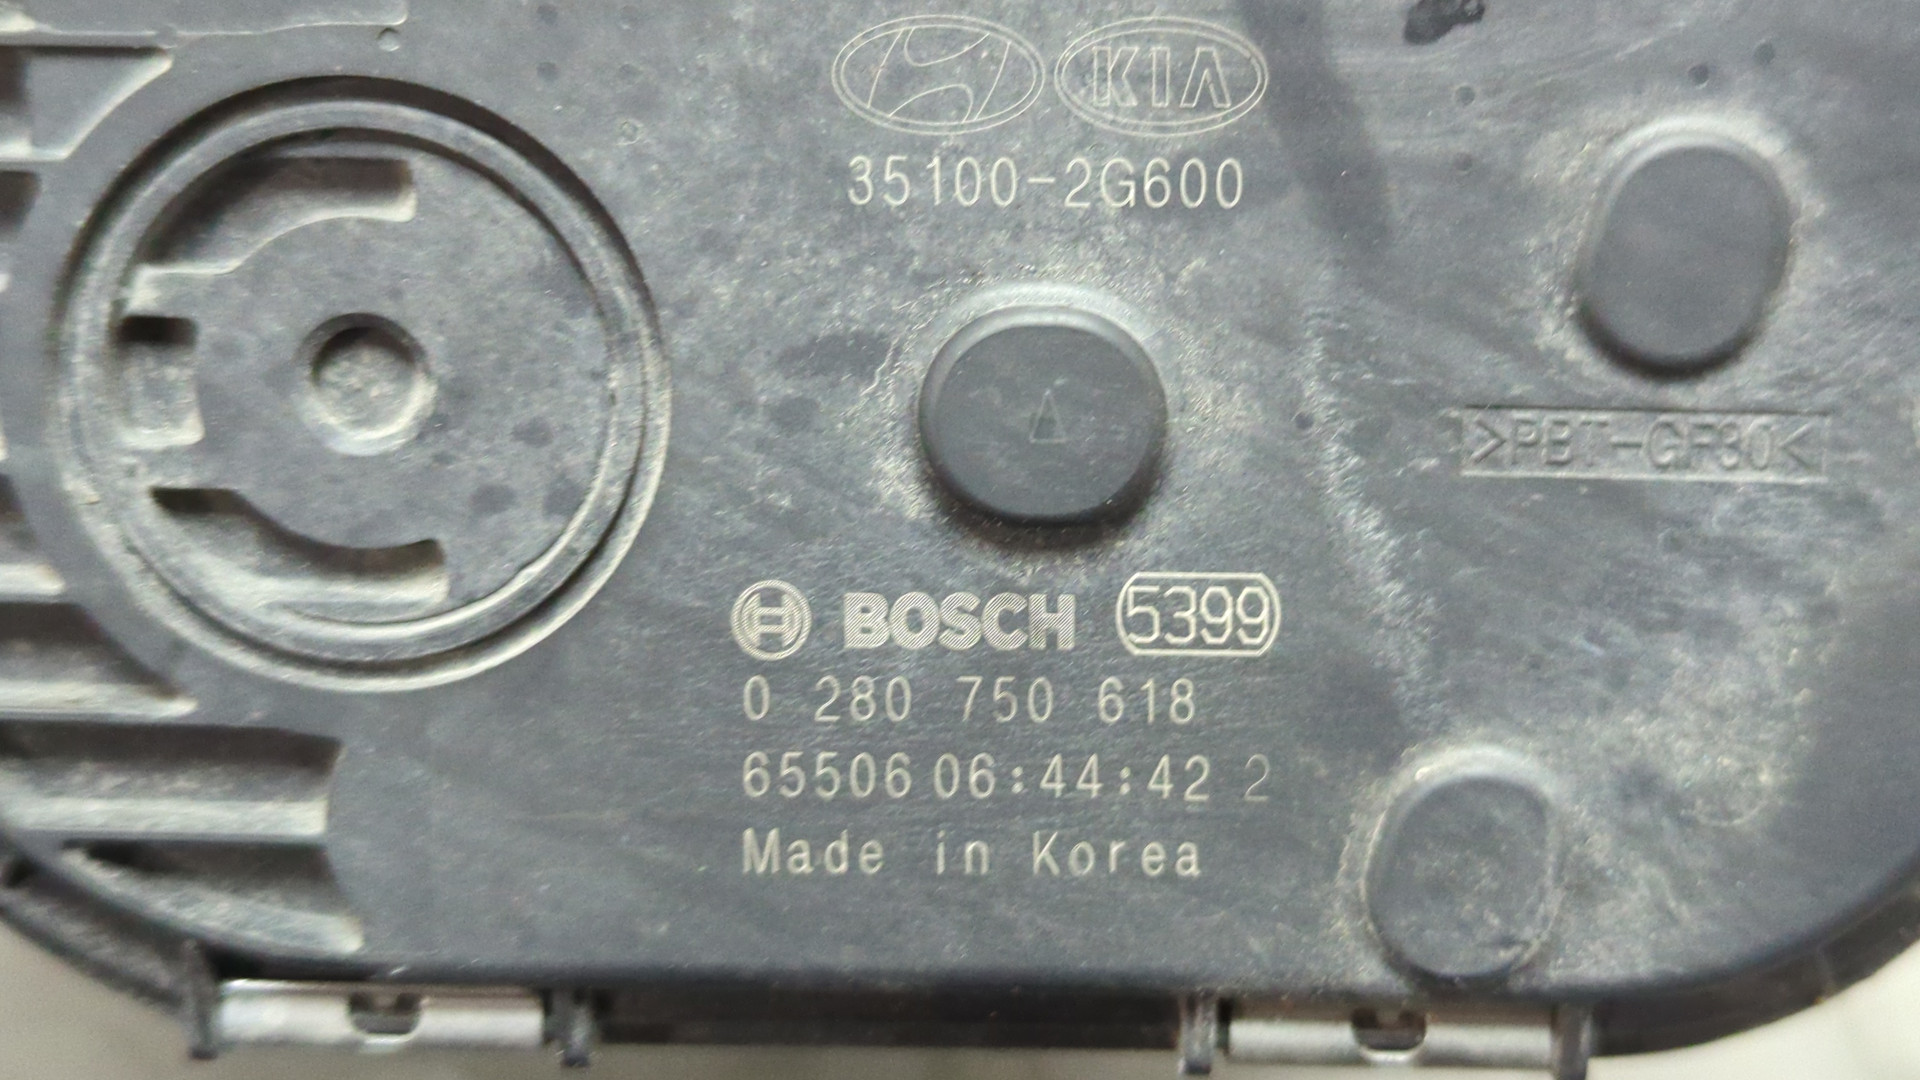 KIA
35100-2G600
>PBT-GF30<
BOSCH 5399
0 280 750 618
65506 06:44:42 2
Made in Korea